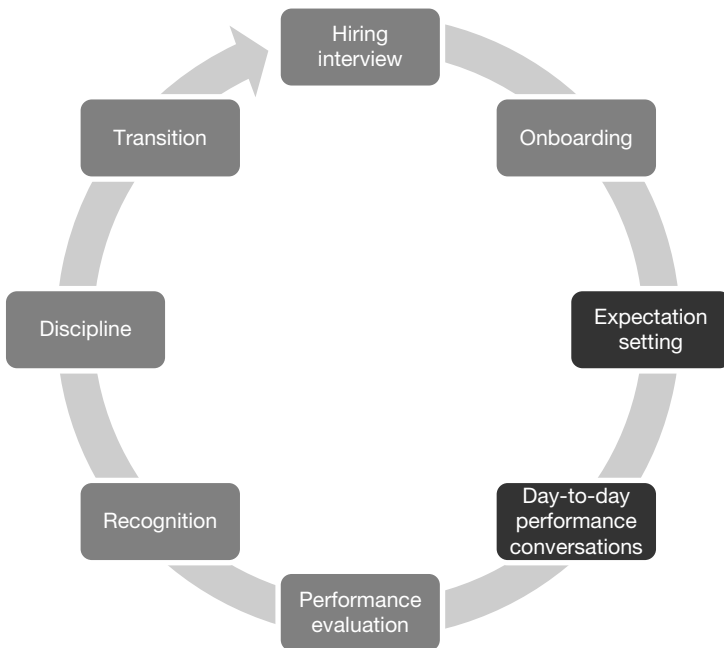 Hiring
interview
Onboarding
Expectation
setting
Day-to-day
performance
conversations
Performance
evaluation
Recognition
Discipline
Transition